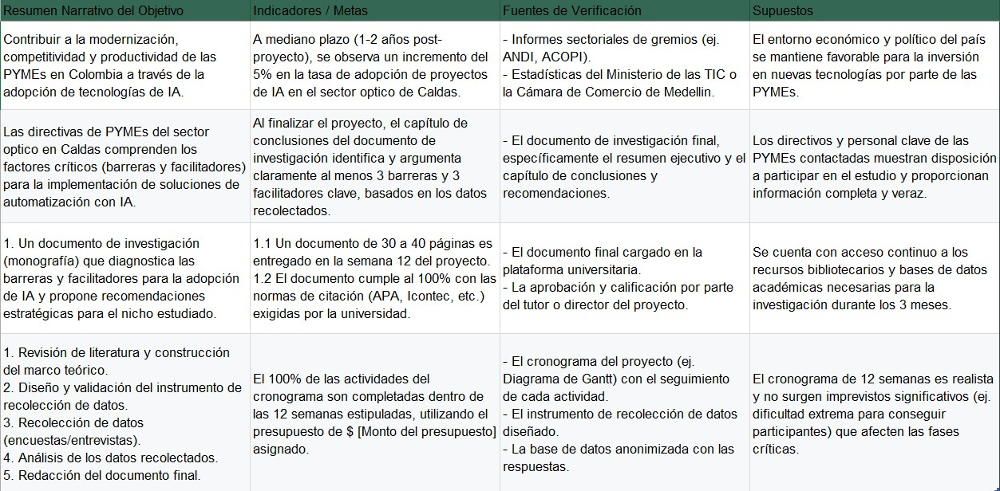 Resumen Narrativo del Objetivo
Indicadores / Metas
Fuentes de Verificación
Supuestos
Contribuir a la modernización,
competitividad y productividad de las
PYMEs en Colombia a través de la
adopción de tecnologías de IA.
A mediano plazo (1-2 años post-
proyecto), se observa un incremento del
5% en la tasa de adopción de proyectos
de IA en el sector optico de Caldas.
- Informes sectoriales de gremios (ej.
ANDI, ACOPI).
- Estadísticas del Ministerio de las TIC o
la Cámara de Comercio de Medellin.
El entorno económico y político del país
se mantiene favorable para la inversión
en nuevas tecnologías por parte de las
PYMEs.
Las directivas de PYMEs del sector
optico en Caldas comprenden los
factores críticos (barreras y facilitadores)
para la implementación de soluciones de
automatización con IA.
Al finalizar el proyecto, el capítulo de
conclusiones del documento de
investigación identifica y argumenta
claramente al menos 3 barreras y 3
facilitadores clave, basados en los datos
recolectados.
- El documento de investigación final,
específicamente el resumen ejecutivo y el
capítulo de conclusiones y
recomendaciones.
Los directivos y personal clave de las
PYMEs contactadas muestran disposición
a participar en el estudio y proporcionan
información completa y veraz.
1. Un documento de investigación
(monografía) que diagnostica las
barreras y facilitadores para la adopción
de IA y propone recomendaciones
estratégicas para el nicho estudiado.
1.1 Un documento de 30 a 40 páginas es
entregado en la semana 12 del proyecto.
1.2 El documento cumple al 100% con las
normas de citación (APA, Icontec, etc.)
exigidas por la universidad.
- El documento final cargado en la
plataforma universitaria.
- La aprobación y calificación por parte
del tutor o director del proyecto.
Se cuenta con acceso continuo a los
recursos bibliotecarios y bases de datos
académicas necesarias para la
investigación durante los 3 meses.
1. Revisión de literatura y construcción
del marco teórico.
2. Diseño y validación del instrumento de
recolección de datos.
3. Recolección de datos
(encuestas/entrevistas).
4. Análisis de los datos recolectados.
5. Redacción del documento final.
El 100% de las actividades del
cronograma son completadas dentro de
las 12 semanas estipuladas, utilizando el
presupuesto de $ [Monto del presupuesto]
asignado.
- El cronograma del proyecto (ej.
Diagrama de Gantt) con el seguimiento
de cada actividad.
- El instrumento de recolección de datos
diseñado.
- La base de datos anonimizada con las
respuestas.
El cronograma de 12 semanas es realista
y no surgen imprevistos significativos (ej.
dificultad extrema para conseguir
participantes) que afecten las fases
críticas.